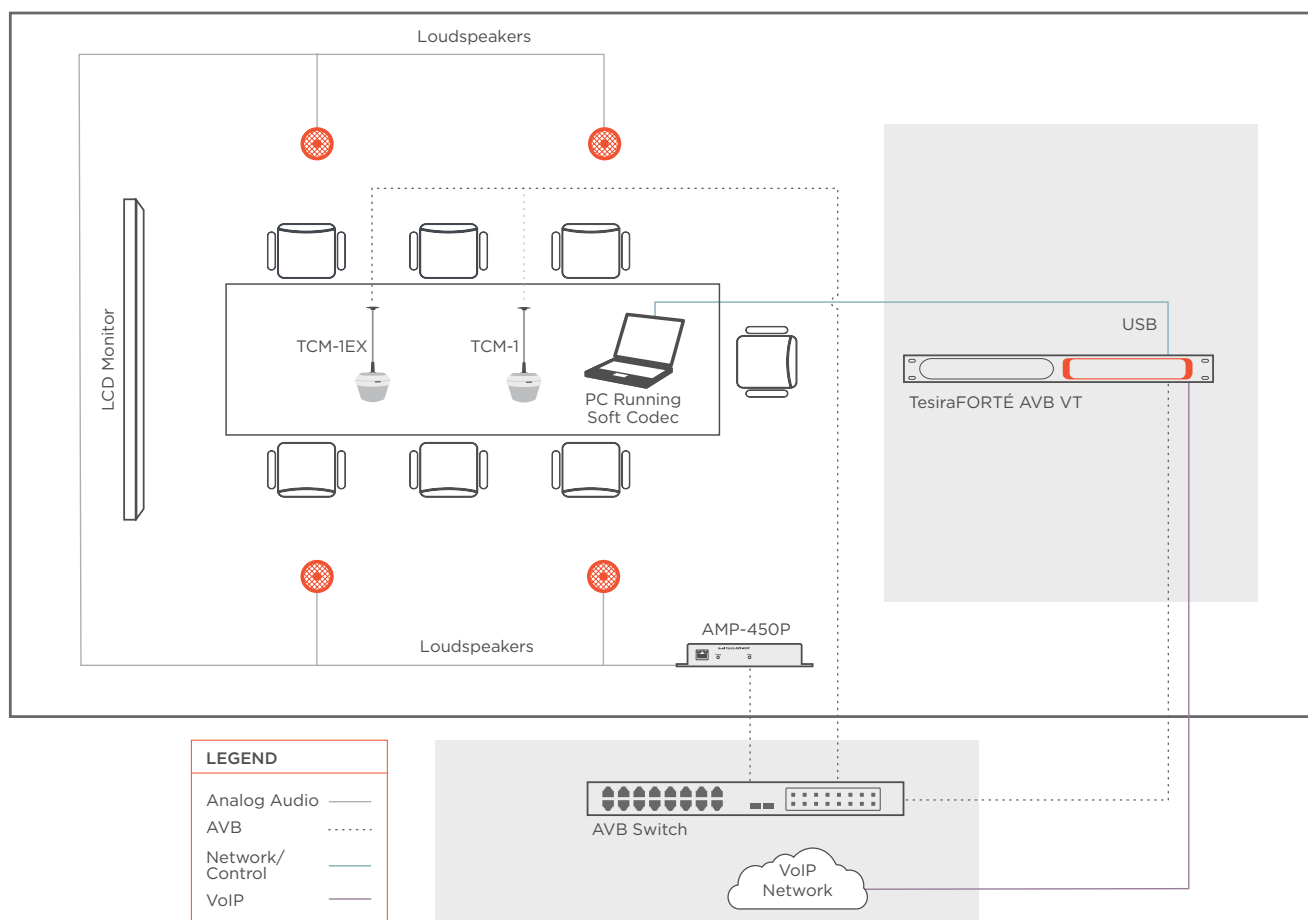 Loudspeakers
LCD Monitor
TCM-1EX
TCM-1
PC Running
Soft Codec
USB
TesiraFORTÉ AVB VT
Loudspeakers
AMP-450P
LEGEND
Analog Audio
AVB
Network/
Control
VoIP
AVB Switch
VoIP
Network